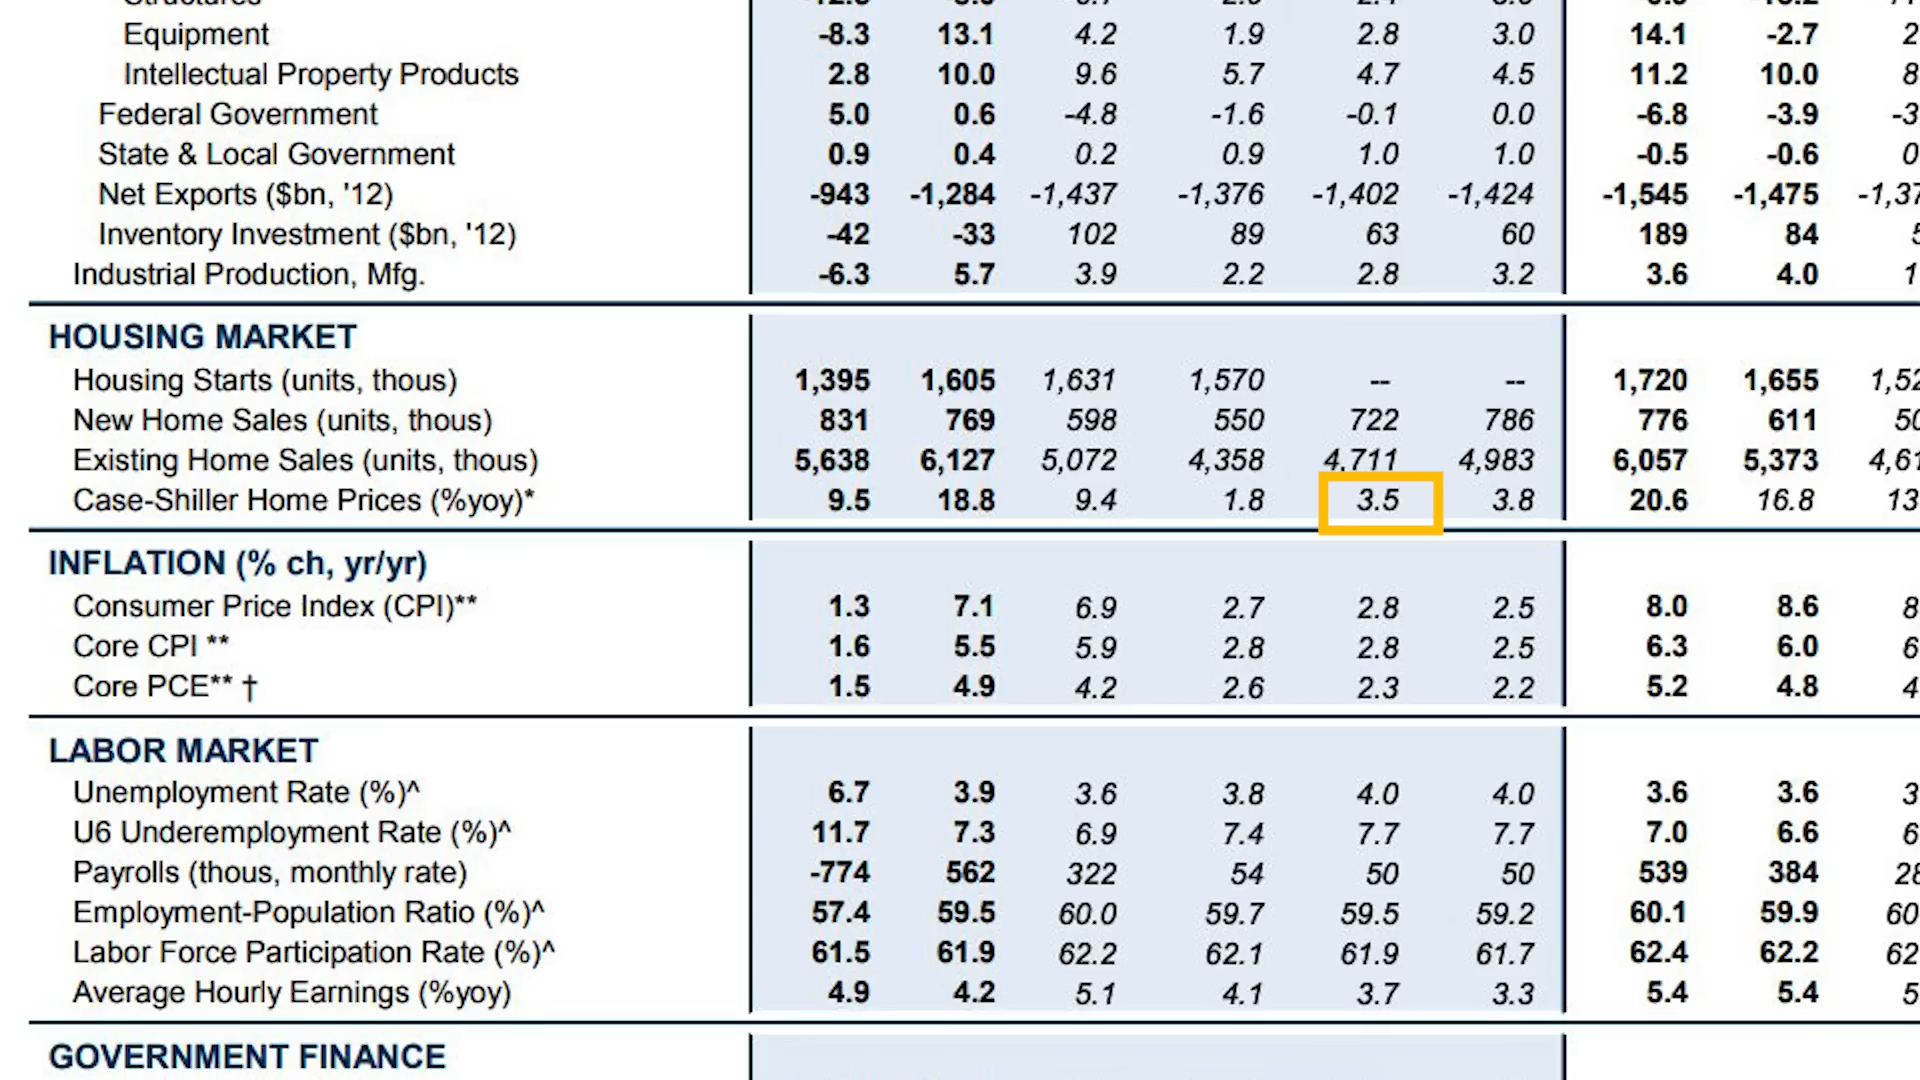 Structures
Equipment -8.3 13.1 4.2 1.9 2.8 3.0 14.1 -2.7
Intellectual Property Products 2.8 10.0 9.6 5.7 4.7 4.5 11.2 10.0
Federal Government 5.0 0.6 -4.8 -1.6 -0.1 0.0 -6.8 -3.9
State & Local Government 0.9 0.4 0.2 0.9 1.0 1.0 -0.5 -0.6
Net Exports ($bn, '12) -943 -1,284 -1,437 -1,376 -1,402 -1,424 -1,545 -1,475
Inventory Investment ($bn, '12) -42 -33 102 89 63 60 189 84
Industrial Production, Mfg. -6.3 5.7 3.9 2.2 2.8 3.2 3.6 4.0
HOUSING MARKET
Housing Starts (units, thous) 1,395 1,605 1,631 1,570 -- -- 1,720 1,655
New Home Sales (units, thous) 831 769 598 550 722 786 776 611
Existing Home Sales (units, thous) 5,638 6,127 5,072 4,358 4,711 4,983 6,057 5,373
Case-Shiller Home Prices (%yoy)* 9.5 18.8 9.4 1.8 3.5 3.8 20.6 16.8
INFLATION (% ch, yr/yr)
Consumer Price Index (CPI)** 1.3 7.1 6.9 2.7 2.8 2.5 8.0 8.6
Core CPI ** 1.6 5.5 5.9 2.8 2.8 2.5 6.3 6.0
Core PCE** † 1.5 4.9 4.2 2.6 2.3 2.2 5.2 4.8
LABOR MARKET
Unemployment Rate (%)^ 6.7 3.9 3.6 3.8 4.0 4.0 3.6 3.6
U6 Underemployment Rate (%)^ 11.7 7.3 6.9 7.4 7.7 7.7 7.0 6.6
Payrolls (thous, monthly rate) -774 562 322 54 50 50 539 384
Employment-Population Ratio (%)^ 57.4 59.5 60.0 59.7 59.5 59.2 60.1 59.9
Labor Force Participation Rate (%)^ 61.5 61.9 62.2 62.1 61.9 61.7 62.4 62.2
Average Hourly Earnings (%yoy) 4.9 4.2 5.1 4.1 3.7 3.3 5.4 5.4
GOVERNMENT FINANCE